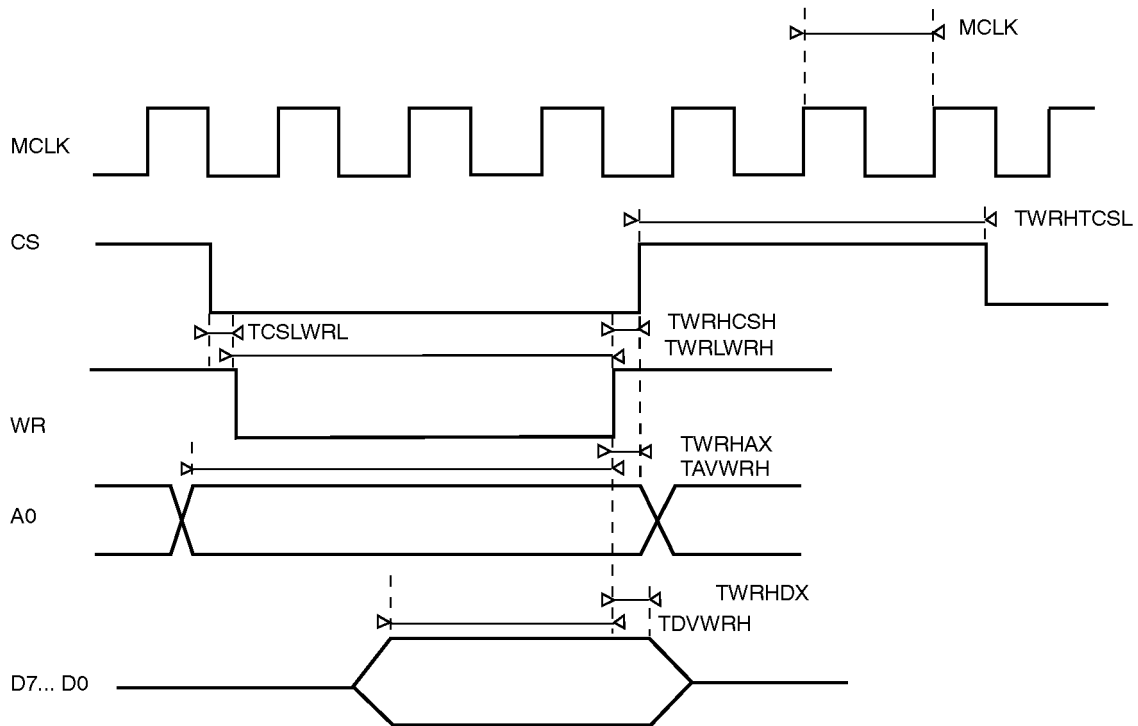 MCLK
MCLK
TWRHTCSL
CS
TCSLWRL
TWRHCSH
TWRLWRH
WR
TWRHAX
TAVWRH
A0
TWRHDX
TDVWRH
D7... D0